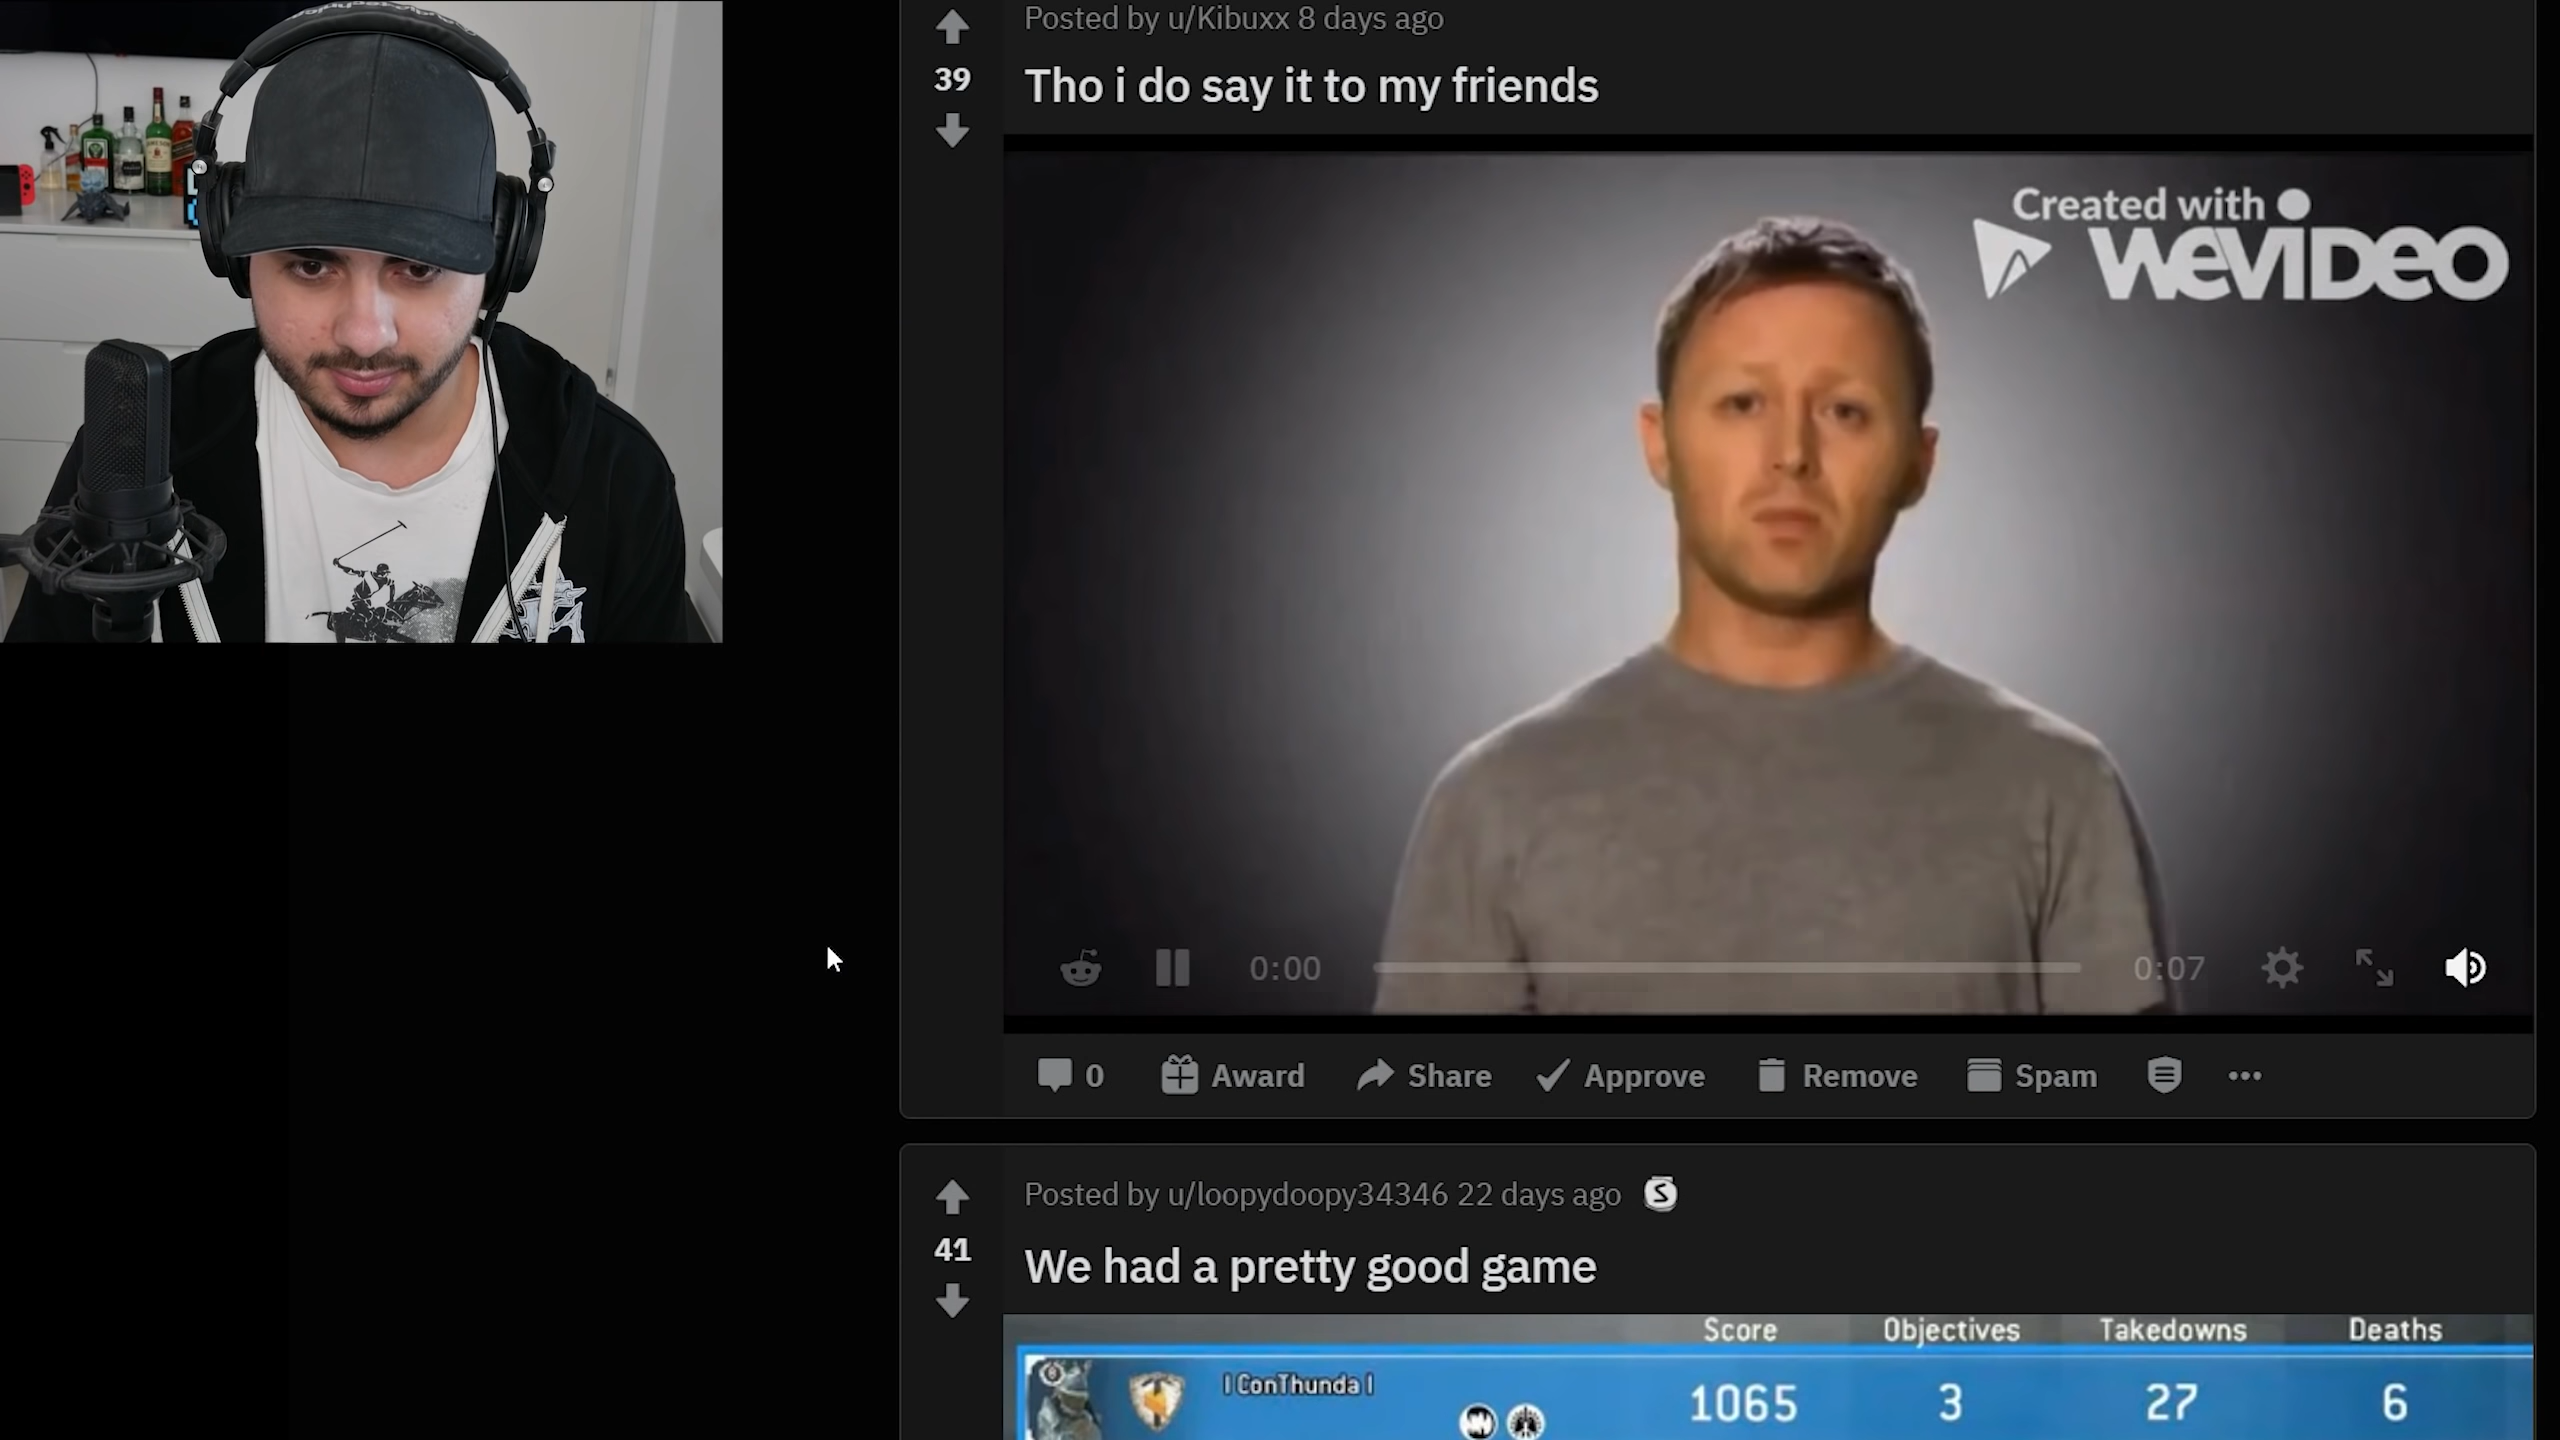 Posted by u/Kibuxx 8 days ago
39
Tho i do say it to my friends
Created with
WeVideo
0:00
0:07
0
Award
Share
Approve
Remove
Spam
Posted by u/loopydoopy34346 22 days ago
41
We had a pretty good game
Score Objectives Takedowns Deaths
| ConThunda |
1065 3 27 6